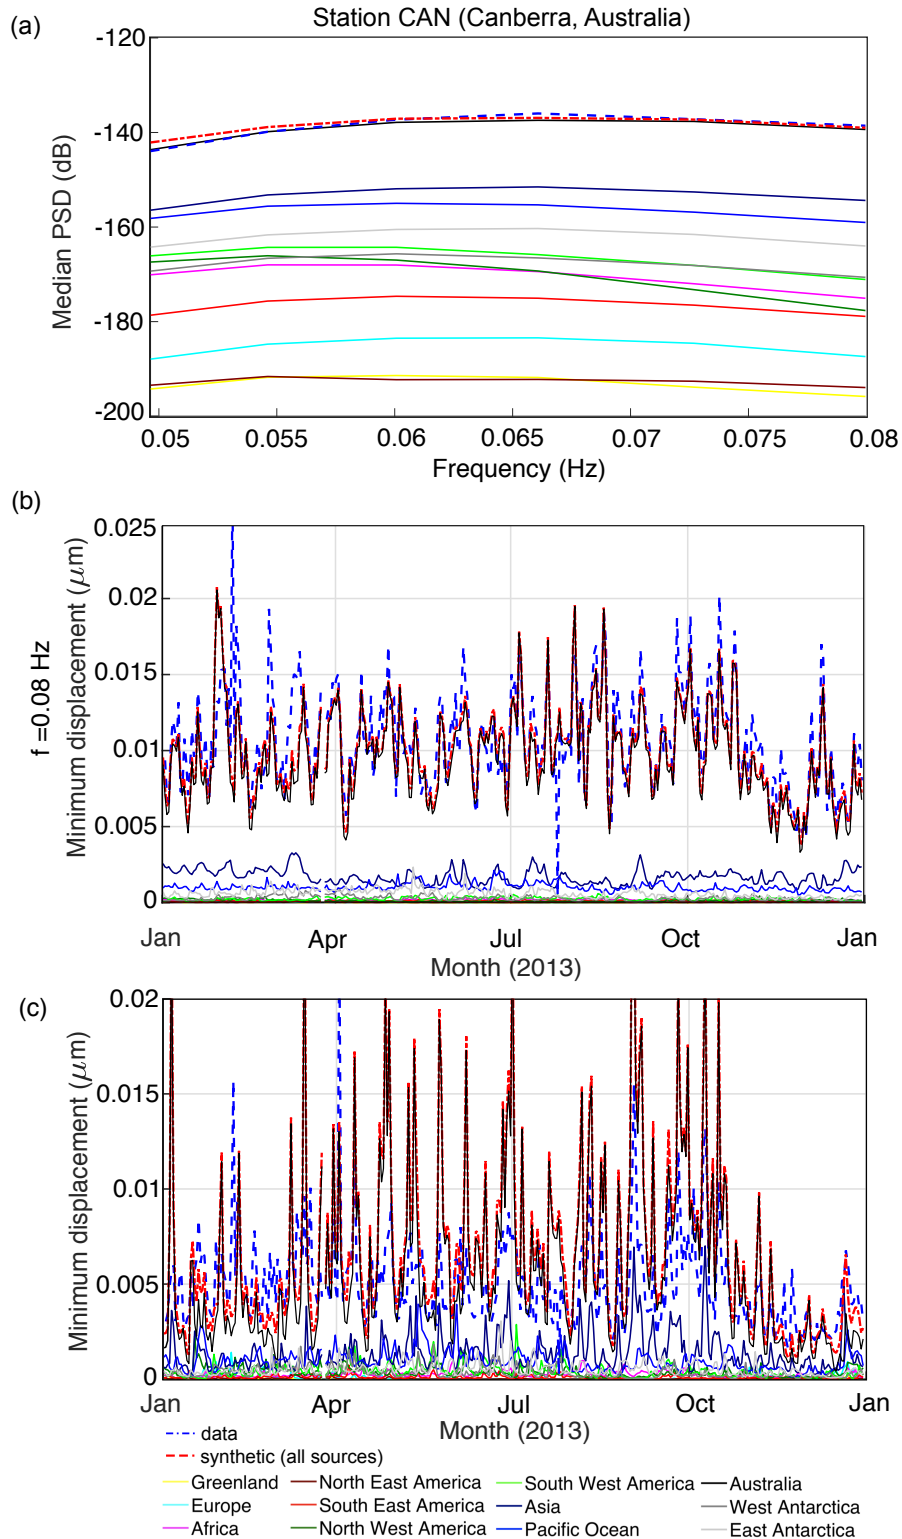 (a)
Station CAN (Canberra, Australia)
-120
-140
-160
-180
-200
Median PSD (dB)
0.05 0.055 0.06 0.065 0.07 0.075 0.08
Frequency (Hz)
(b)
f =0.08 Hz
Minimum displacement (μm)
0.025
0.02
0.015
0.01
0.005
0
Jan Apr Jul Oct Jan
Month (2013)
(c)
Minimum displacement (μm)
0.02
0.015
0.01
0.005
0
Jan Apr Jul Oct Jan
Month (2013)
data
synthetic (all sources)
Greenland North East America South West America Australia
Europe South East America Asia West Antarctica
Africa North West America Pacific Ocean East Antarctica